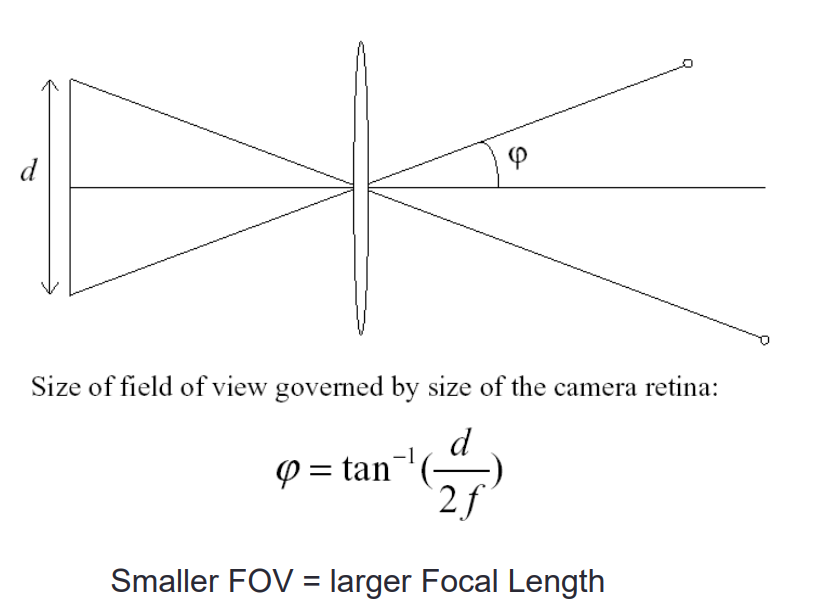 d
φ
Size of field of view governed by size of the camera retina:
φ = tan⁻¹(d/2f)
Smaller FOV = larger Focal Length